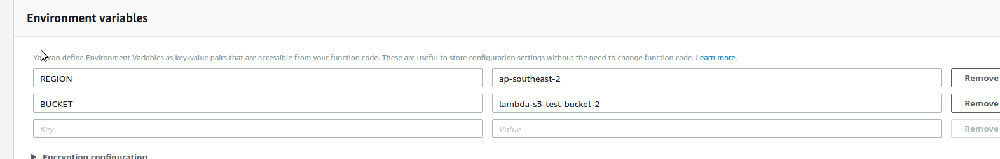 Environment variables
You can define Environment Variables as key-value pairs that are accessible from your function code. These are useful to store configuration settings without the need to change function code. Learn more.
REGION ap-southeast-2 Remove
BUCKET lambda-s3-test-bucket-2 Remove
Key Value Remove
Encryption configuration